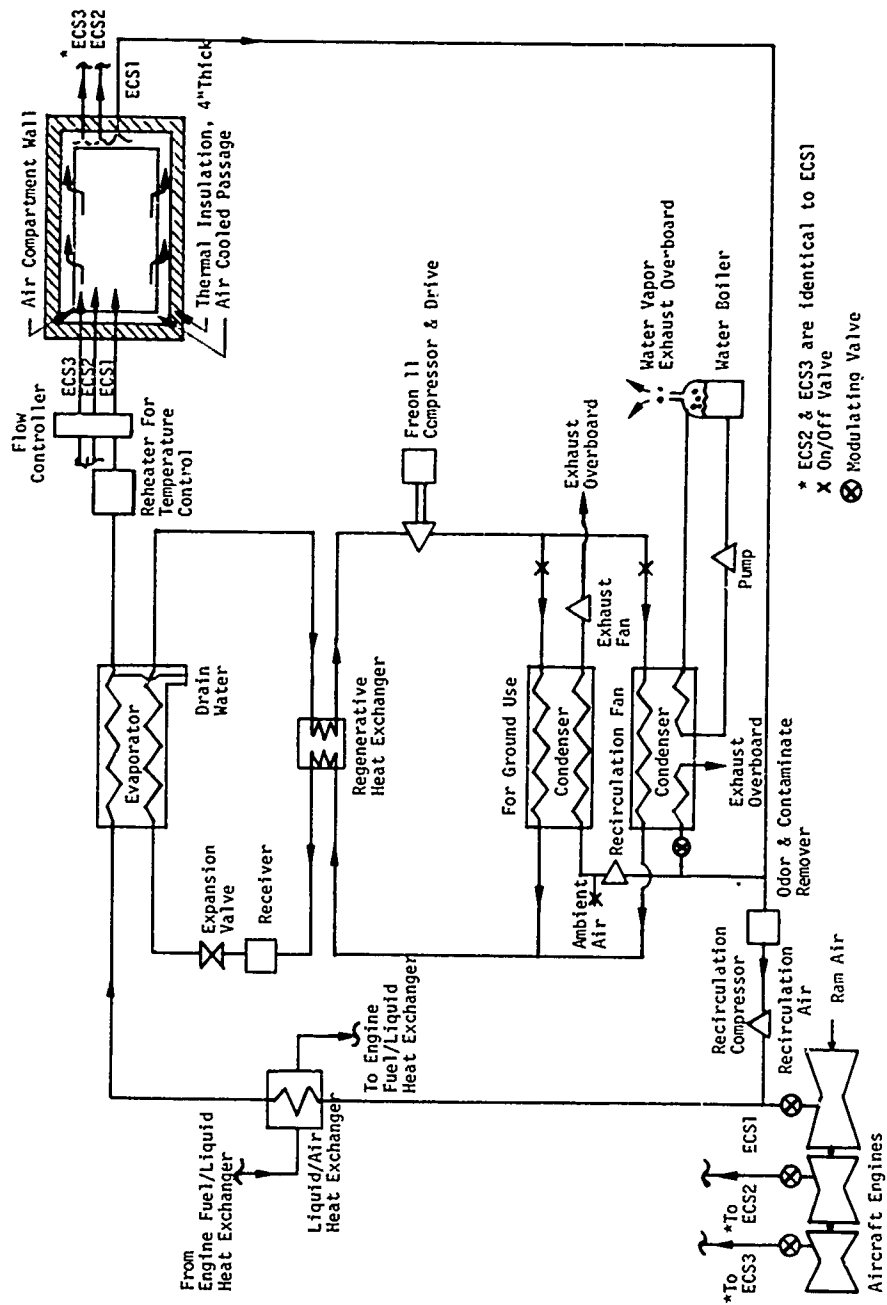 Air Compartment Wall
Thermal Insulation, 4"Thick
Air Cooled Passage
* ECS3
ECS2
ECS1
ECS3
ECS2
ECS1
Flow
Controller
Reheater For
Temperature
Control
Evaporator
Drain
Water
Expansion
Valve
Receiver
Regenerative
Heat Exchanger
Freon 11
Compressor & Drive
Exhaust
Overboard
Exhaust
Fan
For Ground Use
Condenser
Recirculation Fan
Condenser
Ambient
Air
Exhaust
Overboard
Water Vapor
Exhaust Overboard
Water Boiler
Pump
Odor & Contaminate
Remover
Recirculation
Compressor
Recirculation
Air
Ram Air
From
Engine Fuel/Liquid
Heat Exchanger
To Engine
Fuel/Liquid
Heat Exchanger
Liquid/Air
Heat Exchanger
ECS1
*To
ECS2
*To
ECS3
Aircraft Engines
* ECS2 & ECS3 are identical to ECS1
X On/Off Valve
⊗ Modulating Valve